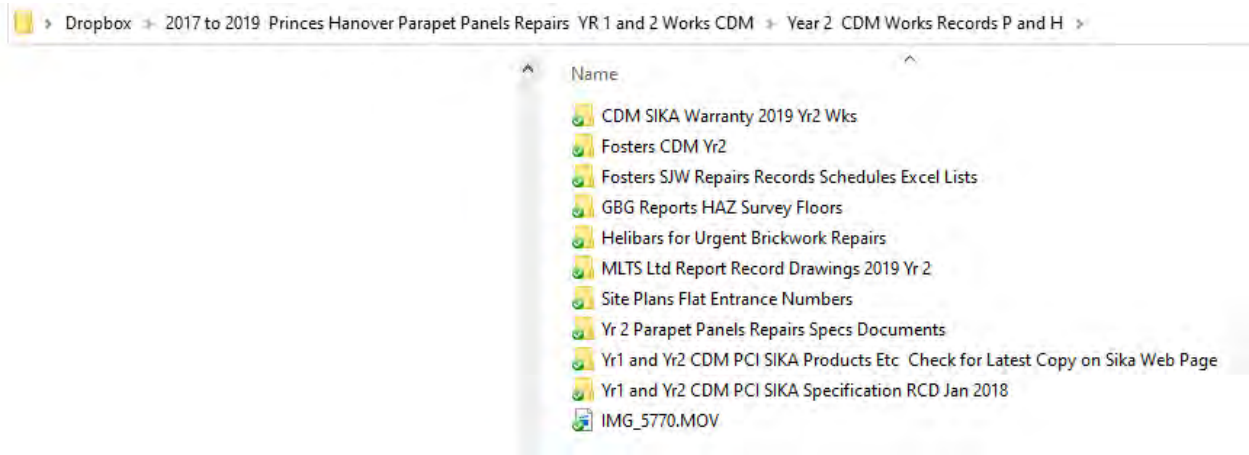 Dropbox 2017 to 2019 Princes Hanover Parapet Panels Repairs YR 1 and 2 Works CDM Year 2 CDM Works Records P and H
Name
CDM SIKA Warranty 2019 Yr2 Wks
Fosters CDM Yr2
Fosters SJW Repairs Records Schedules Excel Lists
GBG Reports HAZ Survey Floors
Helibars for Urgent Brickwork Repairs
MLTS Ltd Report Record Drawings 2019 Yr 2
Site Plans Flat Entrance Numbers
Yr 2 Parapet Panels Repairs Specs Documents
Yr1 and Yr2 CDM PCI SIKA Products Etc Check for Latest Copy on Sika Web Page
Yr1 and Yr2 CDM PCI SIKA Specification RCD Jan 2018
IMG_5770.MOV